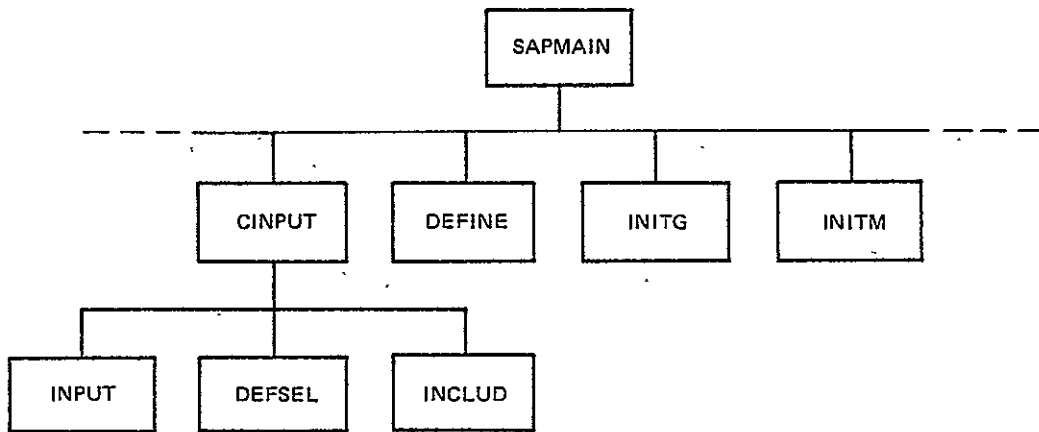 SAPMAIN
CINPUT
DEFINE
INITG
INITM
INPUT
DEFSEL
INCLUD